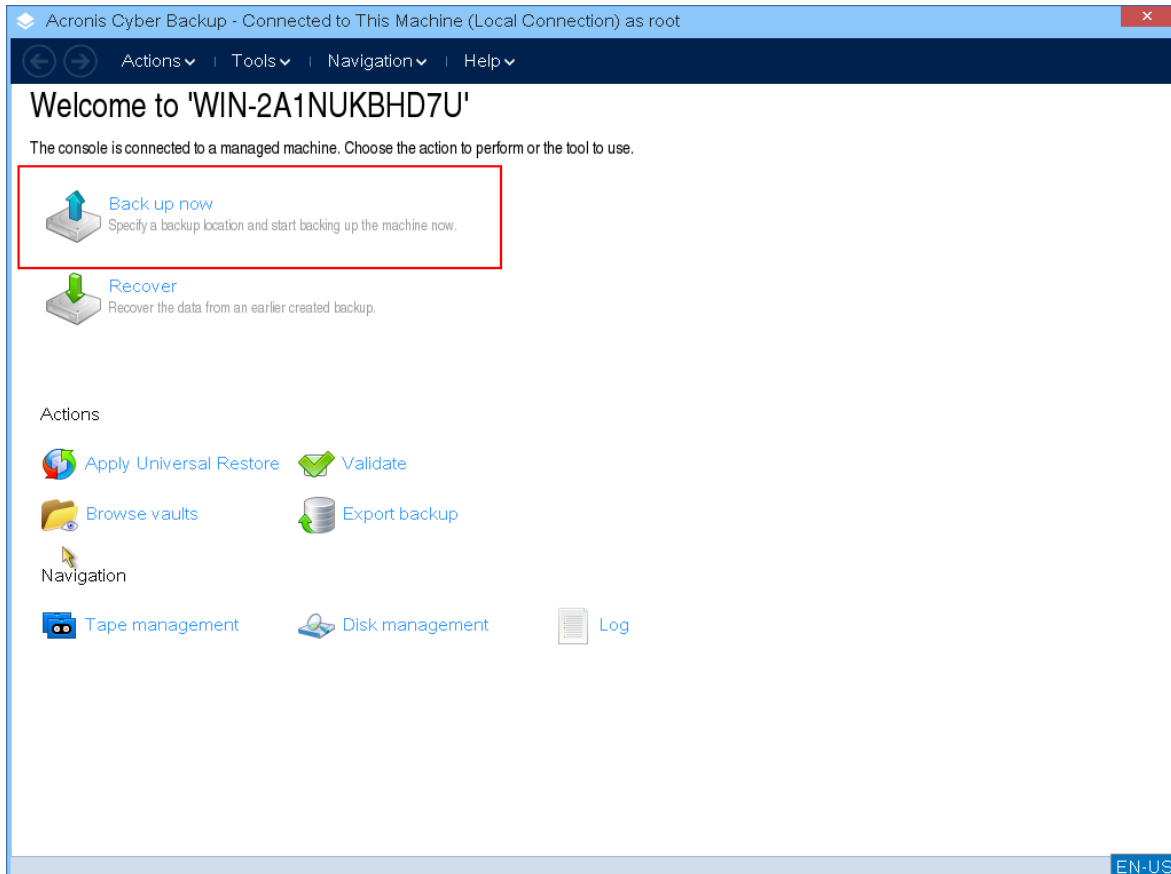 Acronis Cyber Backup - Connected to This Machine (Local Connection) as root
Actions Tools Navigation Help
Welcome to 'WIN-2A1NUKBHD7U'
The console is connected to a managed machine. Choose the action to perform or the tool to use.
Back up now
Specify a backup location and start backing up the machine now.
Recover
Recover the data from an earlier created backup.
Actions
Apply Universal Restore Validate
Browse vaults Export backup
Navigation
Tape management Disk management Log
EN-US